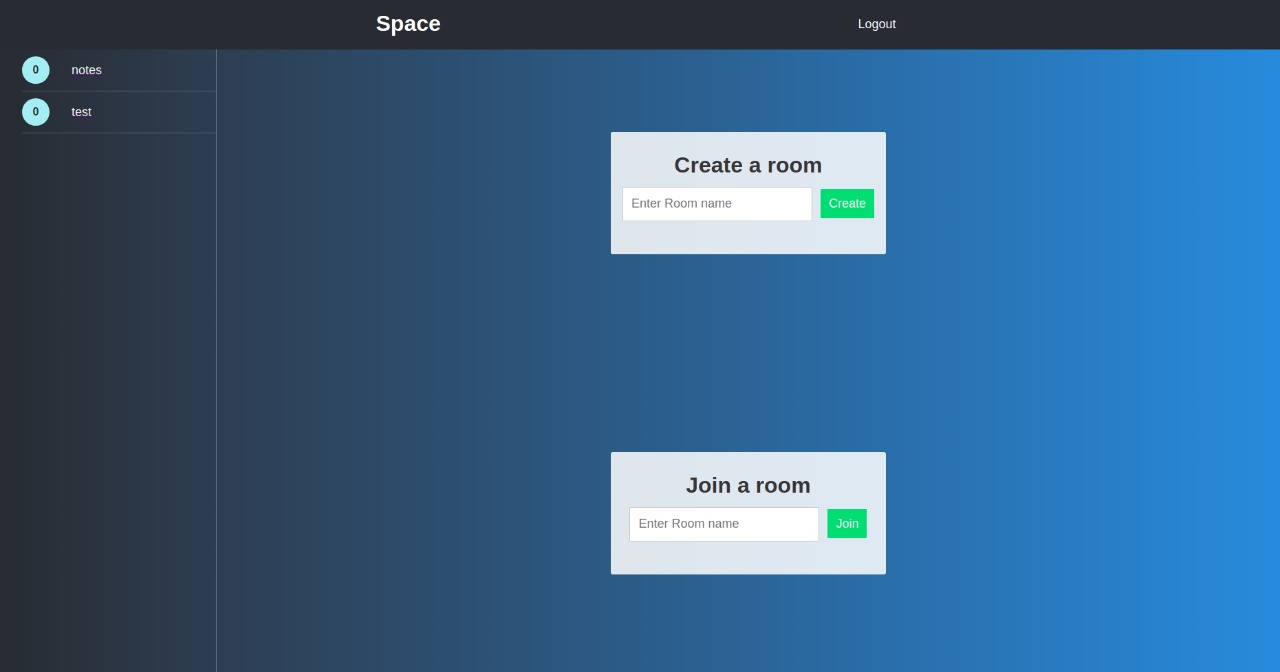 Space
Logout
0 notes
0 test
Create a room
Enter Room name Create
Join a room
Enter Room name Join